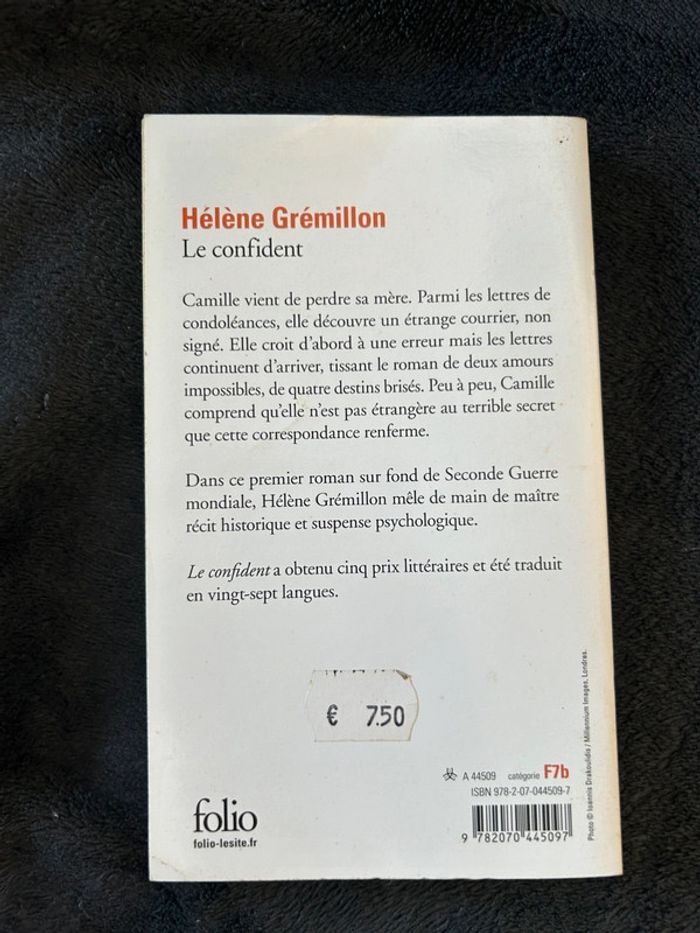 Hélène Grémillon
Le confident
Camille vient de perdre sa mère. Parmi les lettres de
condoléances, elle découvre un étrange courrier, non
signé. Elle croit d'abord à une erreur mais les lettres
continuent d'arriver, tissant le roman de deux amours
impossibles, de quatre destins brisés. Peu à peu, Camille
comprend qu'elle n'est pas étrangère au terrible secret
que cette correspondance renferme.
Dans ce premier roman sur fond de Seconde Guerre
mondiale, Hélène Grémillon mêle de main de maître
récit historique et suspense psychologique.
Le confident a obtenu cinq prix littéraires et été traduit
en vingt-sept langues.
€ 7.50
A 44509 catégorie F7b
ISBN 978-2-07-044509-7
9 782070 445097
folio
folio-lesite.fr
Photo © Ioannis Drakoulidis / Millennium Images, Londres.